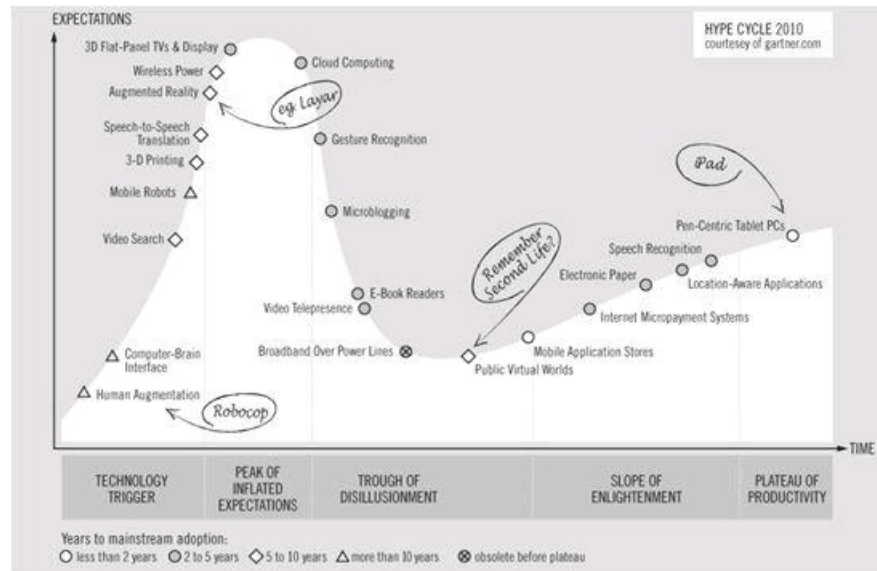 EXPECTATIONS
HYPE CYCLE 2010
courtesey of gartner.com
3D Flat-Panel TVs & Display
Cloud Computing
Wireless Power
Augmented Reality
eg. Layar
Speech-to-Speech
Translation
Gesture Recognition
3-D Printing
iPad
Mobile Robots
Microblogging
Pen-Centric Tablet PCs
Video Search
Remember
Second Life?
Speech Recognition
Electronic Paper
Location-Aware Applications
E-Book Readers
Video Telepresence
Internet Micropayment Systems
Broadband Over Power Lines
Mobile Application Stores
Computer-Brain
Interface
Public Virtual Worlds
Human Augmentation
Robocop
TIME
TECHNOLOGY
TRIGGER
PEAK OF
INFLATED
EXPECTATIONS
TROUGH OF
DISILLUSIONMENT
SLOPE OF
ENLIGHTENMENT
PLATEAU OF
PRODUCTIVITY
Years to mainstream adoption:
less than 2 years 2 to 5 years 5 to 10 years more than 10 years obsolete before plateau